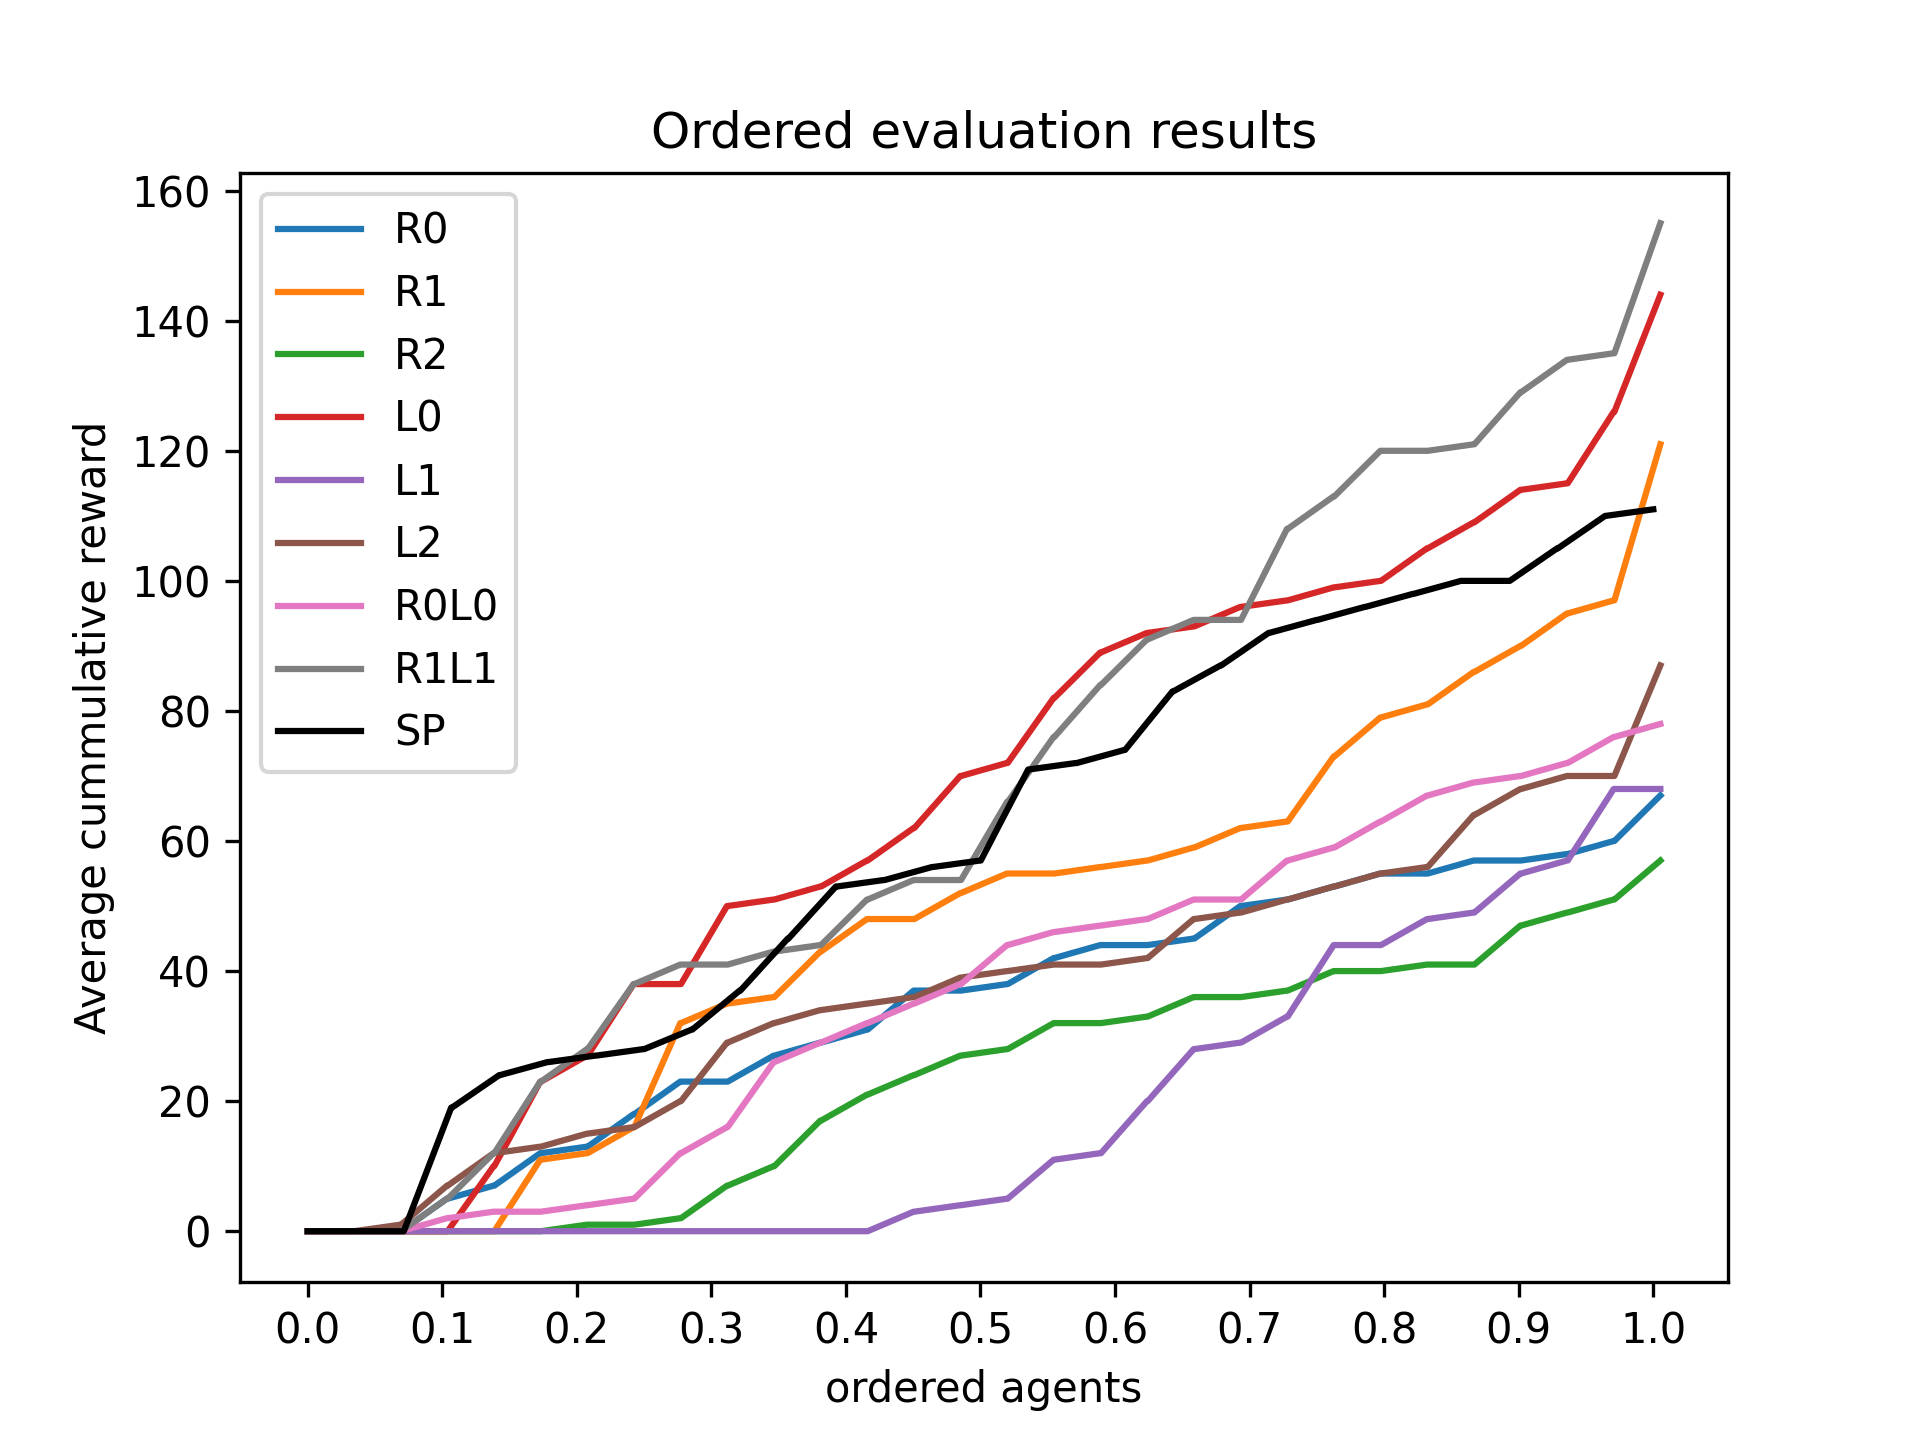 Ordered evaluation results
160
140
120
100
80
60
40
20
0
Average cummulative reward
R0
R1
R2
L0
L1
L2
R0L0
R1L1
SP
0.0 0.1 0.2 0.3 0.4 0.5 0.6 0.7 0.8 0.9 1.0
ordered agents